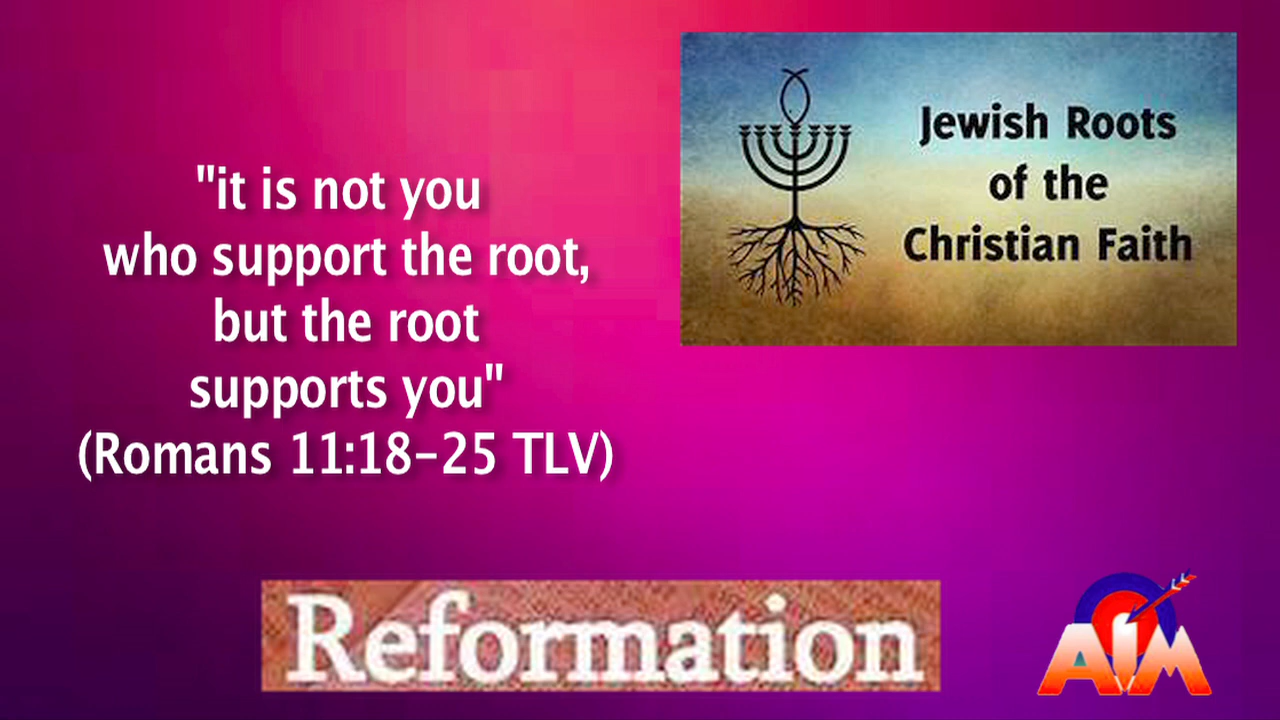 "it is not you
who support the root,
but the root
supports you"
(Romans 11:18-25 TLV)
Jewish Roots
of the
Christian Faith
Reformation
AIM